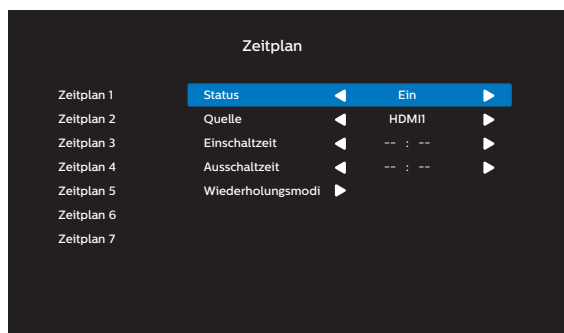 Zeitplan
Zeitplan 1 Status Ein
Zeitplan 2 Quelle HDMI1
Zeitplan 3 Einschaltzeit -- : --
Zeitplan 4 Ausschaltzeit -- : --
Zeitplan 5 Wiederholungsmodi
Zeitplan 6
Zeitplan 7